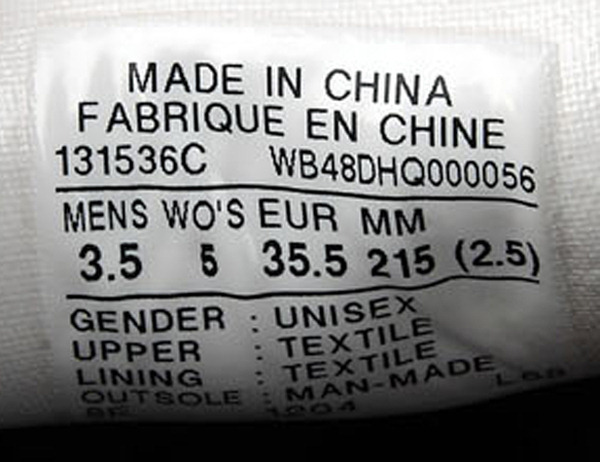 MADE IN CHINA
FABRIQUE EN CHINE
131536C WB48DHQ000056
MENS WO'S EUR MM
3.5 5 35.5 215 (2.5)
GENDER : UNISEX
UPPER : TEXTILE
LINING : TEXTILE
OUTSOLE : MAN-MADE